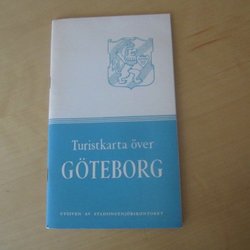 Turistkarta över
GÖTEBORG
UTGIVEN AV STADSINGENJÖRSKONTORET